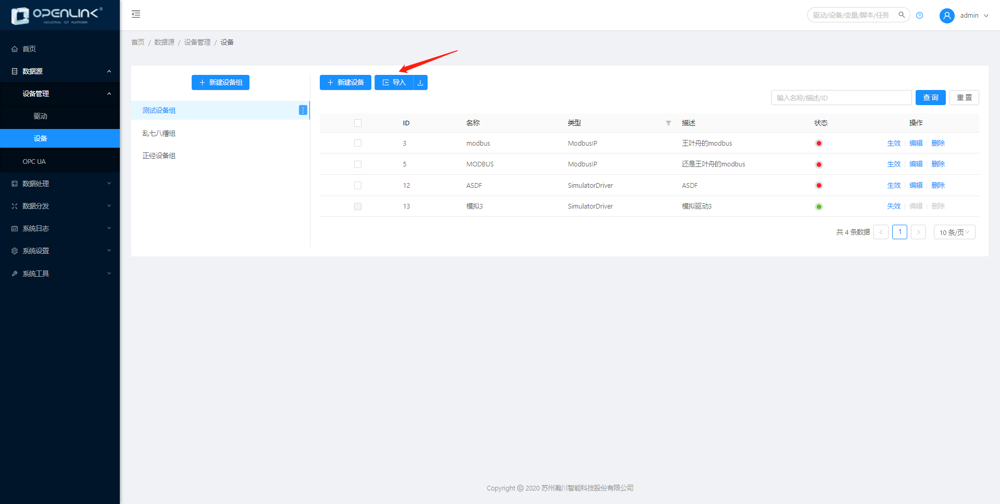 OPENLINK®
INDUSTRIAL IOT PLATFORM
驱动/设备/变量/脚本/任务
admin
首页
数据源
设备管理
驱动
设备
OPC UA
数据处理
数据分发
系统日志
系统设置
系统工具
首页 / 数据源 / 设备管理 / 设备
新建设备组
测试设备组
乱七八糟组
正经设备组
新建设备 导入
输入名称/描述/ID 查 询 重 置
ID 名称 类型 描述 状态 操作
3 modbus ModbusIP 王叶舟的modbus 生效 编辑 删除
5 MODBUS ModbusIP 还是王叶舟的modbus 生效 编辑 删除
12 ASDF SimulatorDriver ASDF 生效 编辑 删除
13 模拟3 SimulatorDriver 模拟驱动3 失效 编辑 删除
共 4 条数据 < 1 > 10 条/页
Copyright © 2020 苏州瀚川智能科技股份有限公司